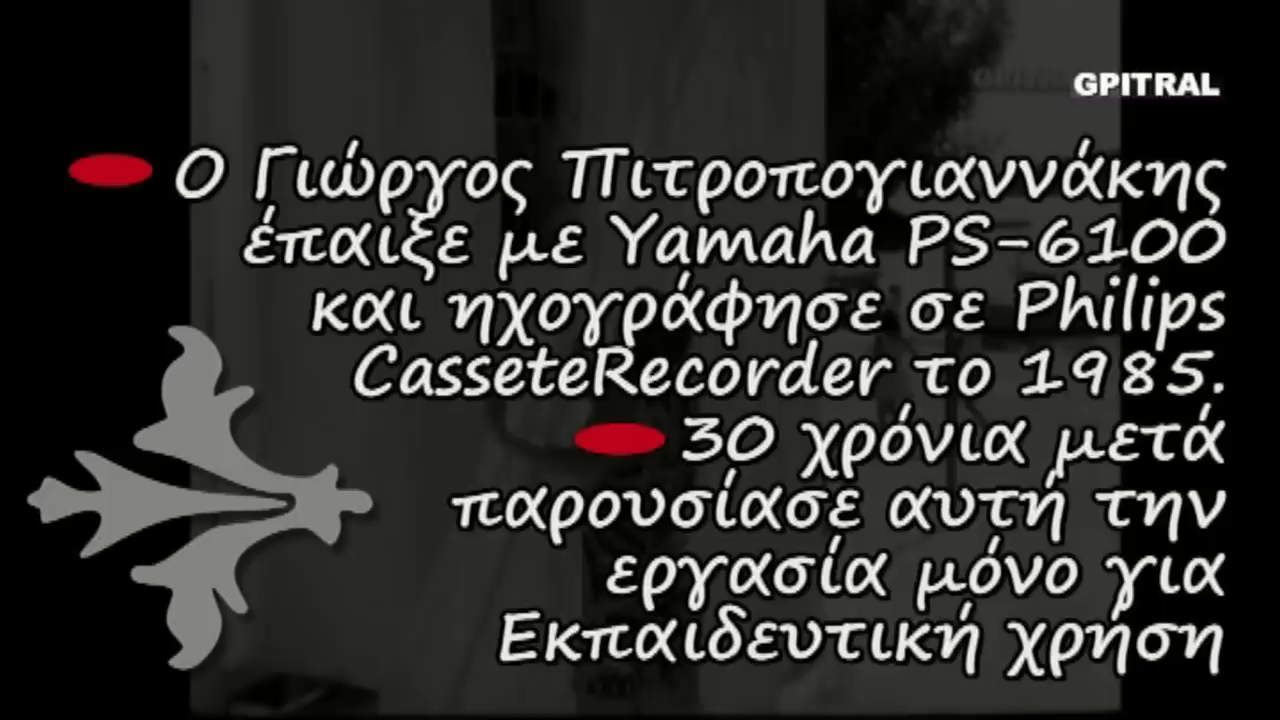 GPITRAL
Ο Γιώργος Πιτροπογιαννάκης
έπαιξε με Yamaha PS-6100
και ηχογράφησε σε Philips
CasseteRecorder το 1985.
30 χρόνια μετά
παρουσίασε αυτή την
εργασία μόνο για
Εκπαιδευτική χρήση